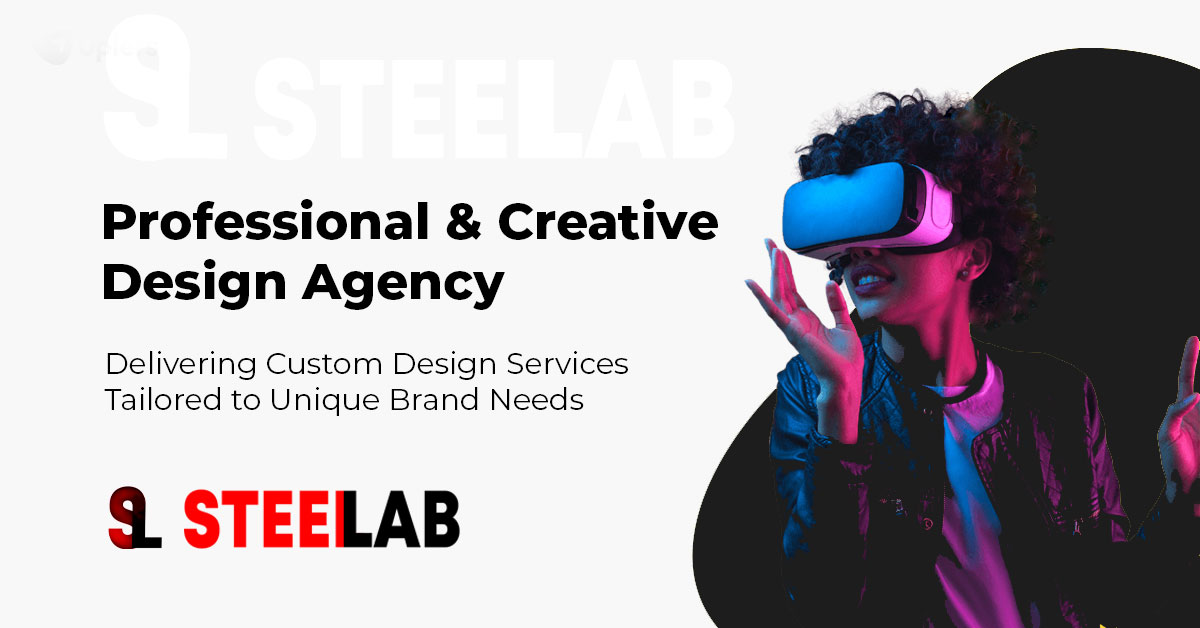 SL STEELAB
Professional & Creative
Design Agency
Delivering Custom Design Services
Tailored to Unique Brand Needs
SL STEELAB